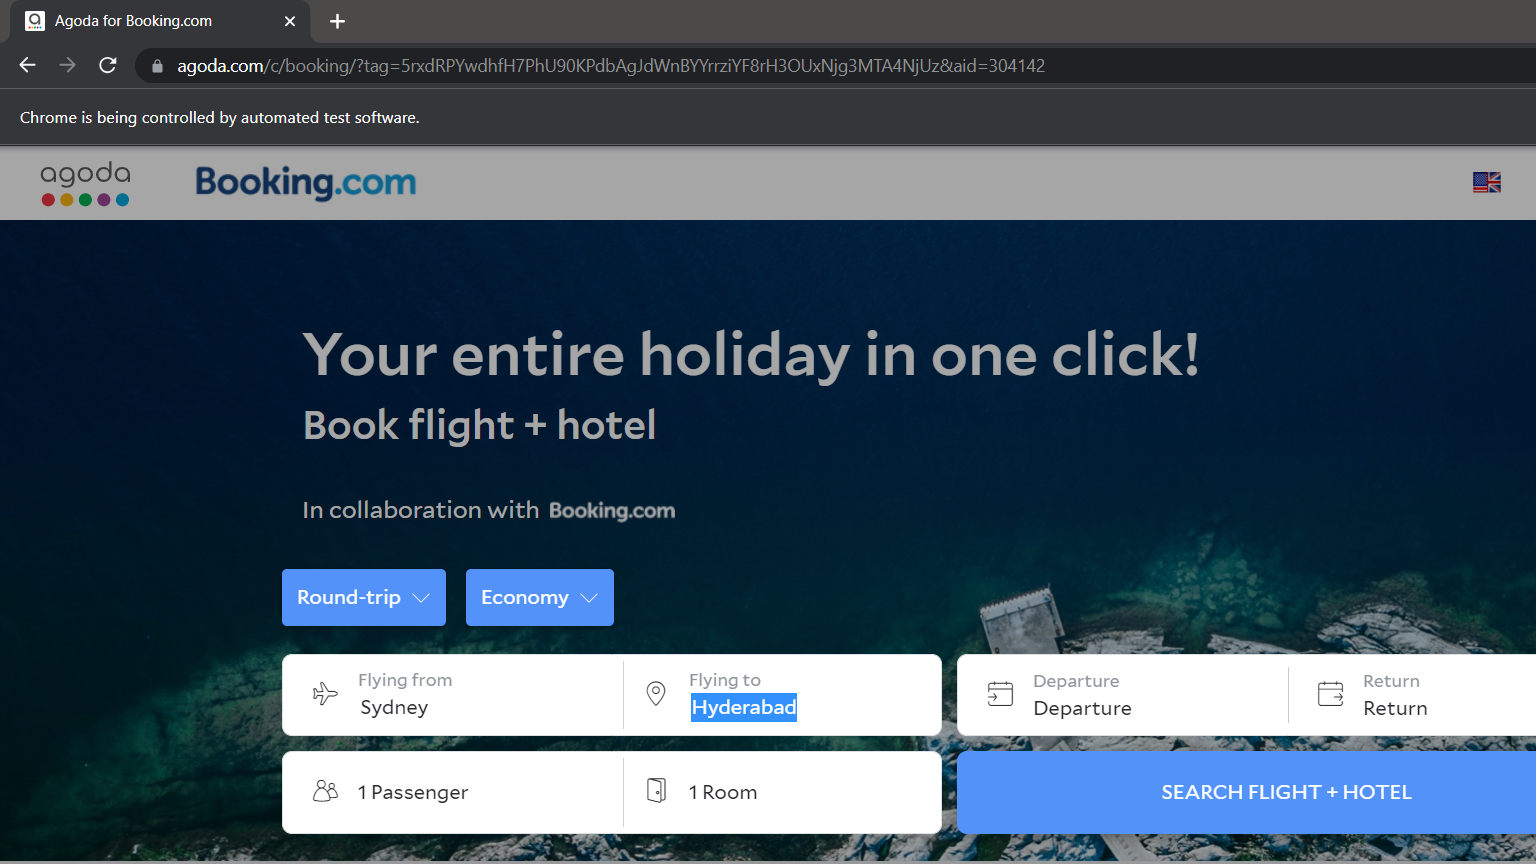 Agoda for Booking.com
agoda.com/c/booking/?tag=5rxdRPYwdhfH7PhU90KPdbAgJdWnBYYrrziYF8rH3OUxNjg3MTA4NjUz&aid=304142
Chrome is being controlled by automated test software.
agoda
Booking.com
Your entire holiday in one click!
Book flight + hotel
In collaboration with Booking.com
Round-trip
Economy
Flying from
Sydney
Flying to
Hyderabad
Departure
Departure
Return
Return
1 Passenger
1 Room
SEARCH FLIGHT + HOTEL